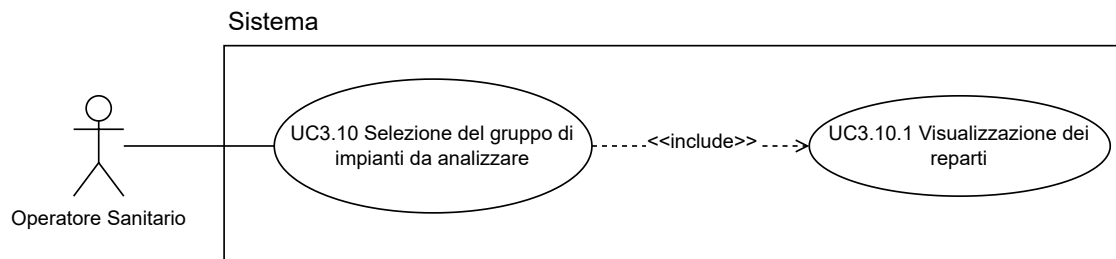 Sistema
UC3.10 Selezione del gruppo di
impianti da analizzare
<<include>>
UC3.10.1 Visualizzazione dei
reparti
Operatore Sanitario